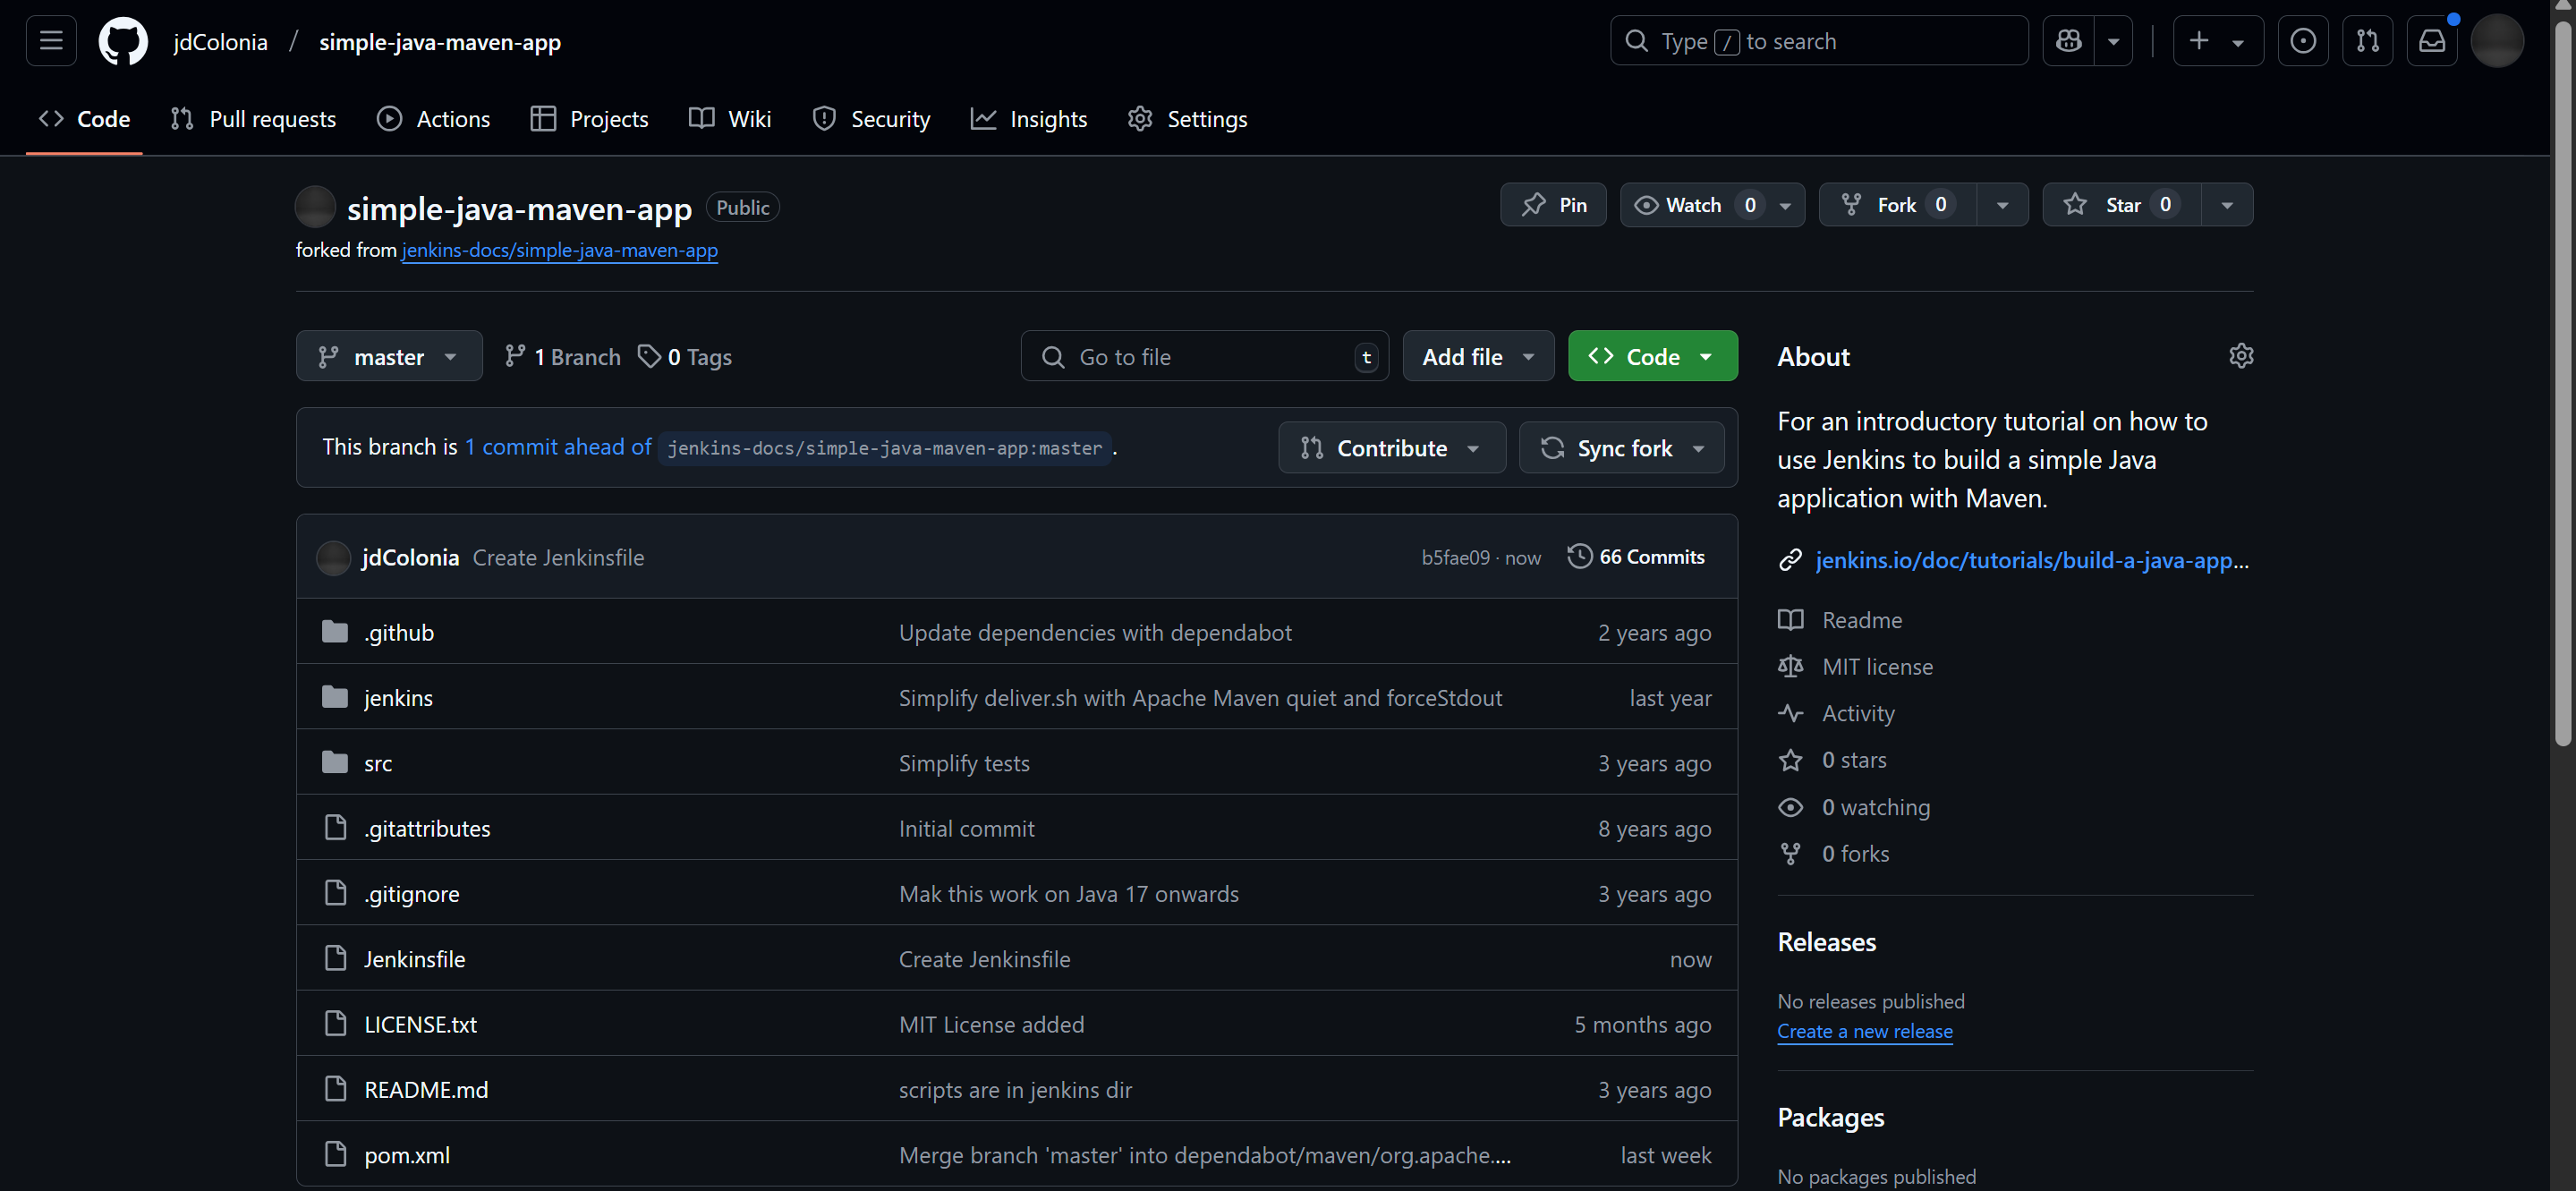 jdColonia / simple-java-maven-app
Type / to search
Code Pull requests Actions Projects Wiki Security Insights Settings
simple-java-maven-app Public
Pin Watch 0 Fork 0 Star 0
forked from jenkins-docs/simple-java-maven-app
master 1 Branch 0 Tags Go to file t Add file Code
This branch is 1 commit ahead of jenkins-docs/simple-java-maven-app:master . Contribute Sync fork
jdColonia Create Jenkinsfile b5fae09 · now 66 Commits
.github Update dependencies with dependabot 2 years ago
jenkins Simplify deliver.sh with Apache Maven quiet and forceStdout last year
src Simplify tests 3 years ago
.gitattributes Initial commit 8 years ago
.gitignore Mak this work on Java 17 onwards 3 years ago
Jenkinsfile Create Jenkinsfile now
LICENSE.txt MIT License added 5 months ago
README.md scripts are in jenkins dir 3 years ago
pom.xml Merge branch 'master' into dependabot/maven/org.apache.... last week
About
For an introductory tutorial on how to
use Jenkins to build a simple Java
application with Maven.
jenkins.io/doc/tutorials/build-a-java-app...
Readme
MIT license
Activity
0 stars
0 watching
0 forks
Releases
No releases published
Create a new release
Packages
No packages published